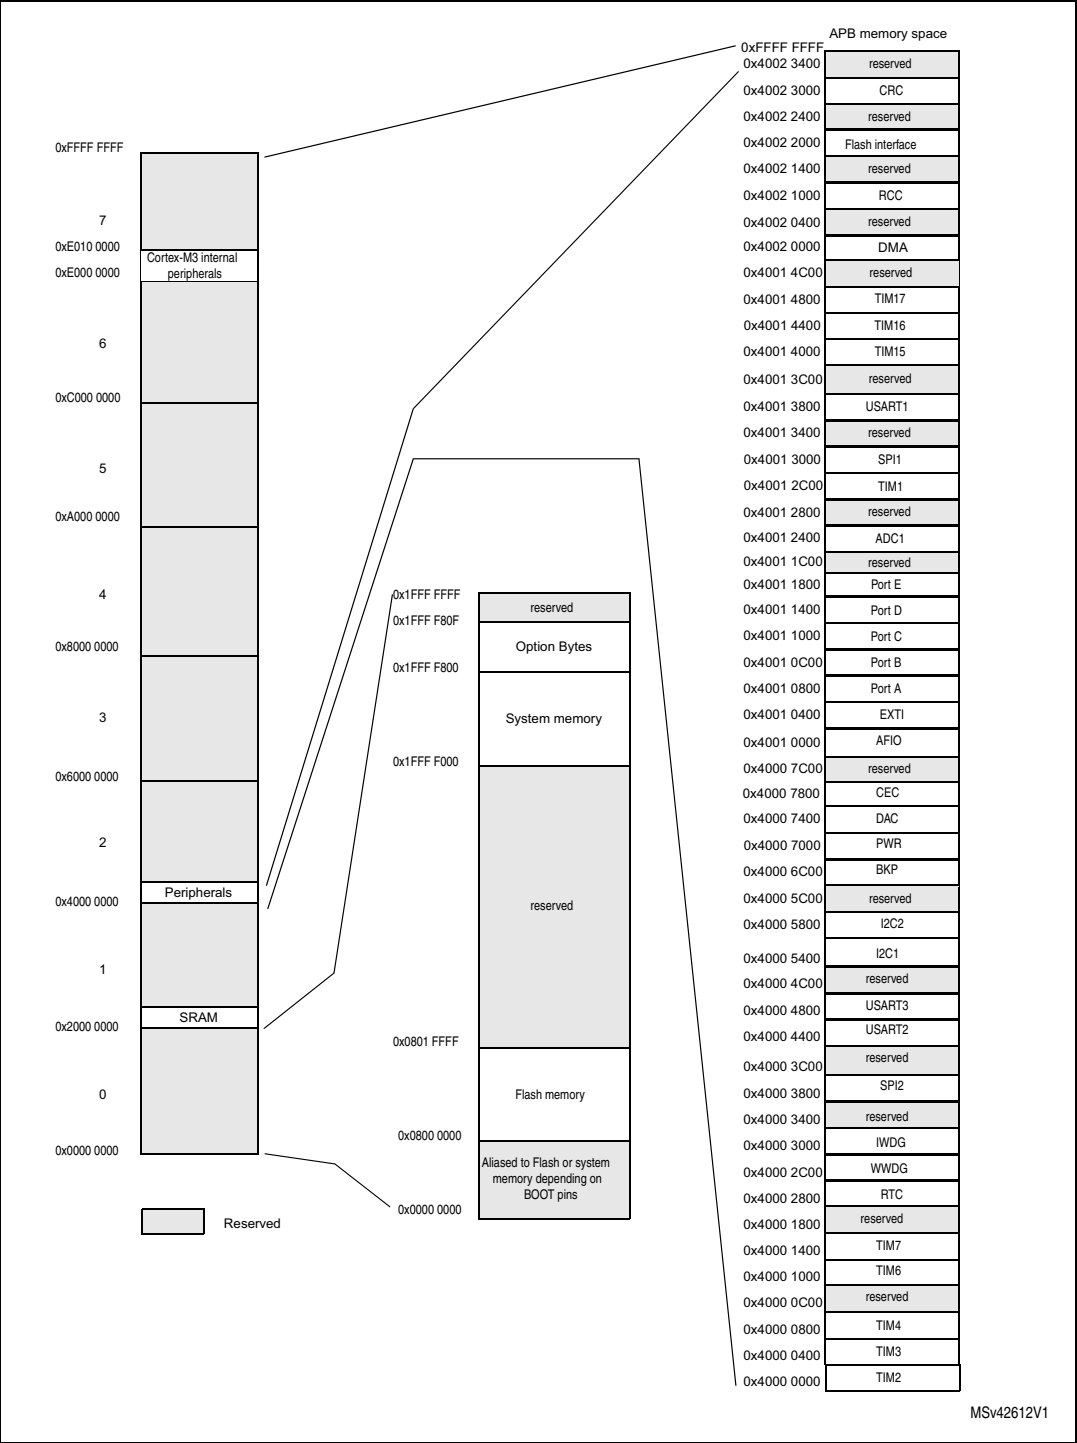 0xFFFF FFFF
7
0xE010 0000
Cortex-M3 internal
peripherals
0xE000 0000
6
0xC000 0000
5
0xA000 0000
4
0x8000 0000
3
0x6000 0000
2
Peripherals
0x4000 0000
1
SRAM
0x2000 0000
0
0x0000 0000
Reserved
0x1FFF FFFF
reserved
0x1FFF F80F
Option Bytes
0x1FFF F800
System memory
0x1FFF F000
reserved
0x0801 FFFF
Flash memory
0x0800 0000
Aliased to Flash or system
memory depending on
BOOT pins
0x0000 0000
APB memory space
0xFFFF FFFF
0x4002 3400 reserved
0x4002 3000 CRC
0x4002 2400 reserved
0x4002 2000 Flash interface
0x4002 1400 reserved
0x4002 1000 RCC
0x4002 0400 reserved
0x4002 0000 DMA
0x4001 4C00 reserved
0x4001 4800 TIM17
0x4001 4400 TIM16
0x4001 4000 TIM15
0x4001 3C00 reserved
0x4001 3800 USART1
0x4001 3400 reserved
0x4001 3000 SPI1
0x4001 2C00 TIM1
0x4001 2800 reserved
0x4001 2400 ADC1
0x4001 1C00 reserved
0x4001 1800 Port E
0x4001 1400 Port D
0x4001 1000 Port C
0x4001 0C00 Port B
0x4001 0800 Port A
0x4001 0400 EXTI
0x4001 0000 AFIO
0x4000 7C00 reserved
0x4000 7800 CEC
0x4000 7400 DAC
0x4000 7000 PWR
0x4000 6C00 BKP
0x4000 5C00 reserved
0x4000 5800 I2C2
0x4000 5400 I2C1
0x4000 4C00 reserved
0x4000 4800 USART3
0x4000 4400 USART2
0x4000 3C00 reserved
0x4000 3800 SPI2
0x4000 3400 reserved
0x4000 3000 IWDG
0x4000 2C00 WWDG
0x4000 2800 RTC
0x4000 1800 reserved
0x4000 1400 TIM7
0x4000 1000 TIM6
0x4000 0C00 reserved
0x4000 0800 TIM4
0x4000 0400 TIM3
0x4000 0000 TIM2
MSv42612V1